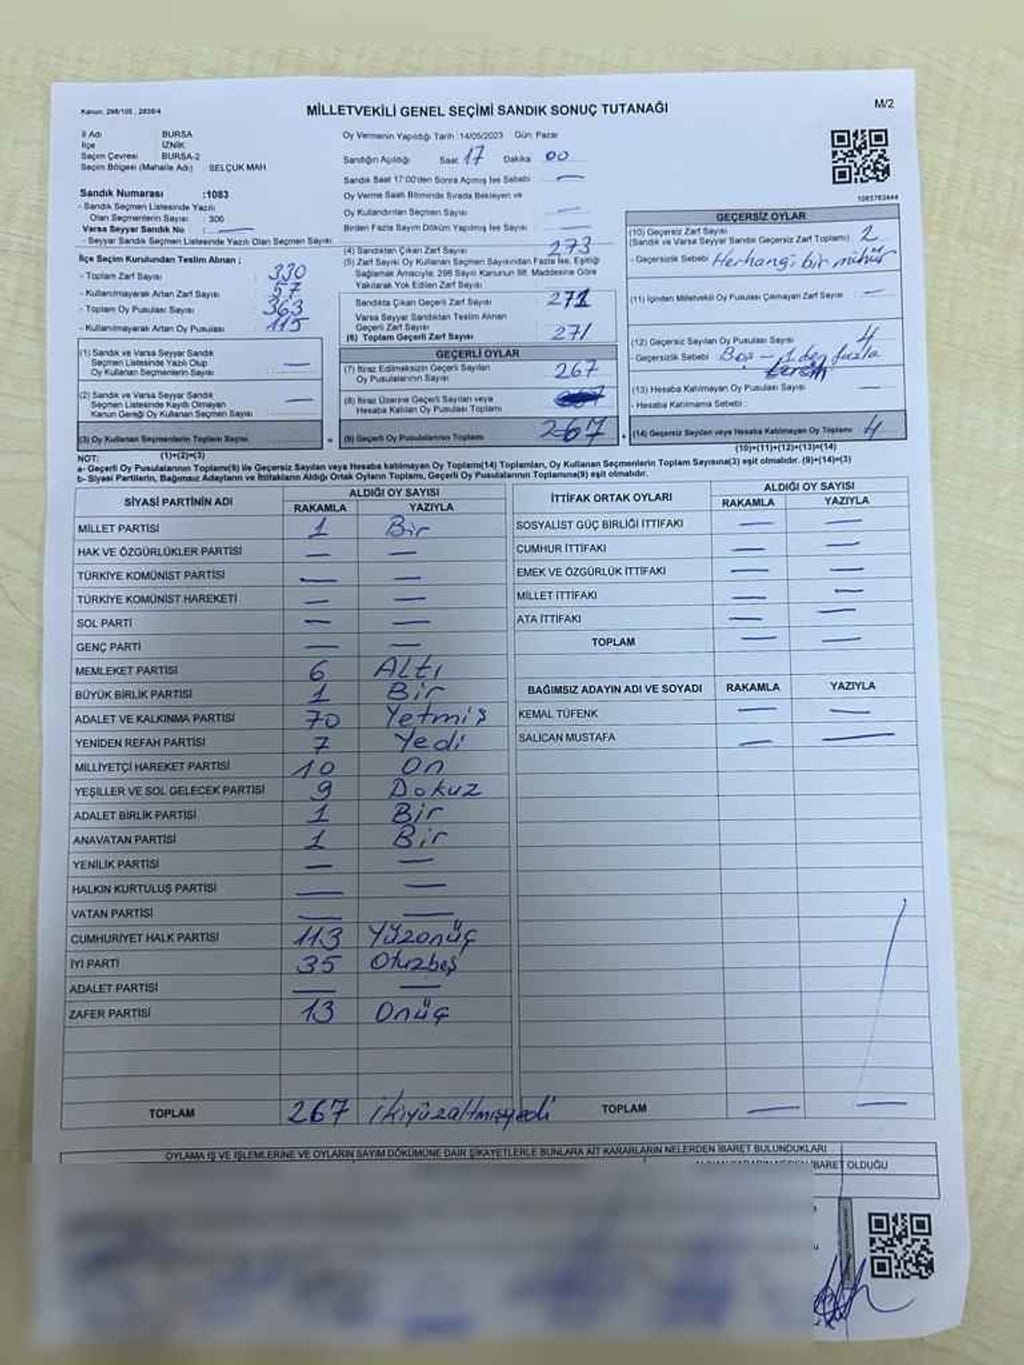 Kanun: 298/105, 2839/4
MİLLETVEKİLİ GENEL SEÇİMİ SANDIK SONUÇ TUTANAĞI
M/2
İl Adı BURSA
İlçe İZNİK
Seçim Çevresi BURSA-2
Seçim Bölgesi (Mahalle Adı) : SELÇUK MAH
Sandık Numarası :1083
- Sandık Seçmen Listesinde Yazılı
Olan Seçmenlerin Sayısı : 306
Varsa Seyyar Sandık No : —
- Seyyar Sandık Seçmen Listesinde Yazılı Olan Seçmen Sayısı
İlçe Seçim Kurulundan Teslim Alınan ;
- Toplam Zarf Sayısı 330
- Kullanılmayarak Artan Zarf Sayısı 57
- Toplam Oy Pusulası Sayısı 363
- Kullanılmayarak Artan Oy Pusulası 115
(1) Sandık ve Varsa Seyyar Sandık
Seçmen Listesinde Yazılı Olup
Oy Kullanan Seçmenlerin Sayısı —
(2) Sandık ve Varsa Seyyar Sandık
Seçmen Listesinde Kayıtlı Olmayan
Kanun Gereği Oy Kullanan Seçmen Sayısı —
(3) Oy Kullanan Seçmenlerin Toplam Sayısı
(1)+(2)=(3)
Oy Vermenin Yapıldığı Tarih :14/05/2023 Gün: Pazar
Sandığın Açıldığı Saat 17 Dakika 00
Sandık Saat 17:00'den Sonra Açılmış İse Sebebi —
Oy Verme Saati Bitiminde Sırada Bekleyen ve
Oy Kullandırılan Seçmen Sayısı —
Birden Fazla Sayım Döküm Yapılmış İse Sayısı —
(4) Sandıktan Çıkan Zarf Sayısı 273
(5) Zarf Sayısı Oy Kullanan Seçmen Sayısından Fazla İse, Eşitliği
Sağlamak Amacıyla; 298 Sayılı Kanunun 98. Maddesine Göre
Yakılarak Yok Edilen Zarf Sayısı
Sandıkta Çıkan Geçerli Zarf Sayısı 271
Varsa Seyyar Sandıktan Teslim Alınan
Geçerli Zarf Sayısı
(6) Toplam Geçerli Zarf Sayısı 271
GEÇERLİ OYLAR
(7) İtiraz Edilmeksizin Geçerli Sayılan
Oy Pusulalarının Sayısı 267
(8) İtiraz Üzerine Geçerli Sayılan veya
Hesaba Katılan Oy Pusulası Toplamı
= (9) Geçerli Oy Pusulalarının Toplamı 267 +
1083783444
GEÇERSİZ OYLAR
(10) Geçersiz Zarf Sayısı 2
(Sandık ve Varsa Seyyar Sandık Geçersiz Zarf Toplamı)
- Geçersizlik Sebebi Herhangi bir mühür
(11) İçinden Milletvekili Oy Pusulası Çıkmayan Zarf Sayısı —
(12) Geçersiz Sayılan Oy Pusulası Sayısı 4
- Geçersizlik Sebebi Boş – 1 den fazla
(13) Hesaba Katılmayan Oy Pusulası Sayısı —
- Hesaba Katılmama Sebebi :
(14) Geçersiz Sayılan veya Hesaba Katılmayan Oy Toplamı 4
(10)+(11)+(12)+(13)=(14)
NOT:
a- Geçerli Oy Pusulalarının Toplamı(9) ile Geçersiz Sayılan veya Hesaba katılmayan Oy Toplamı(14) Toplamları, Oy Kullanan Seçmenlerin Toplam Sayısına(3) eşit olmalıdır. (9)+(14)=(3)
b- Siyasi Partilerin, Bağımsız Adayların ve İttifakların Aldığı Oyların Toplamı, Geçerli Oy Pusulalarının Toplamına(9) eşit olmalıdır.
SİYASİ PARTİNİN ADI ALDIĞI OY SAYISI
RAKAMLA YAZIYLA
MİLLET PARTİSİ 1 Bir
HAK VE ÖZGÜRLÜKLER PARTİSİ — —
TÜRKİYE KOMÜNİST PARTİSİ — —
TÜRKİYE KOMÜNİST HAREKETİ — —
SOL PARTİ — —
GENÇ PARTİ — —
MEMLEKET PARTİSİ 6 Altı
BÜYÜK BİRLİK PARTİSİ 1 Bir
ADALET VE KALKINMA PARTİSİ 70 Yetmiş
YENİDEN REFAH PARTİSİ 7 Yedi
MİLLİYETÇİ HAREKET PARTİSİ 10 On
YEŞİLLER VE SOL GELECEK PARTİSİ 9 Dokuz
ADALET BİRLİK PARTİSİ 1 Bir
ANAVATAN PARTİSİ 1 Bir
YENİLİK PARTİSİ — —
HALKIN KURTULUŞ PARTİSİ — —
VATAN PARTİSİ — —
CUMHURİYET HALK PARTİSİ 113 Yüzonüç
İYİ PARTİ 35 Otuzbeş
ADALET PARTİSİ — —
ZAFER PARTİSİ 13 Onüç
TOPLAM 267 ikiyüzaltmışyedi
İTTİFAK ORTAK OYLARI ALDIĞI OY SAYISI
RAKAMLA YAZIYLA
SOSYALİST GÜÇ BİRLİĞİ İTTİFAKI — —
CUMHUR İTTİFAKI — —
EMEK VE ÖZGÜRLÜK İTTİFAKI — —
MİLLET İTTİFAKI — —
ATA İTTİFAKI — —
TOPLAM — —
BAĞIMSIZ ADAYIN ADI VE SOYADI RAKAMLA YAZIYLA
KEMAL TÜFENK — —
SALİCAN MUSTAFA — —
TOPLAM — —
OYLAMA İŞ VE İŞLEMLERİNE VE OYLARIN SAYIM DÖKÜMÜNE DAİR ŞİKAYETLERLE BUNLARA AİT KARARLARIN NELERDEN İBARET BULUNDUKLARI
İBARET OLDUĞU